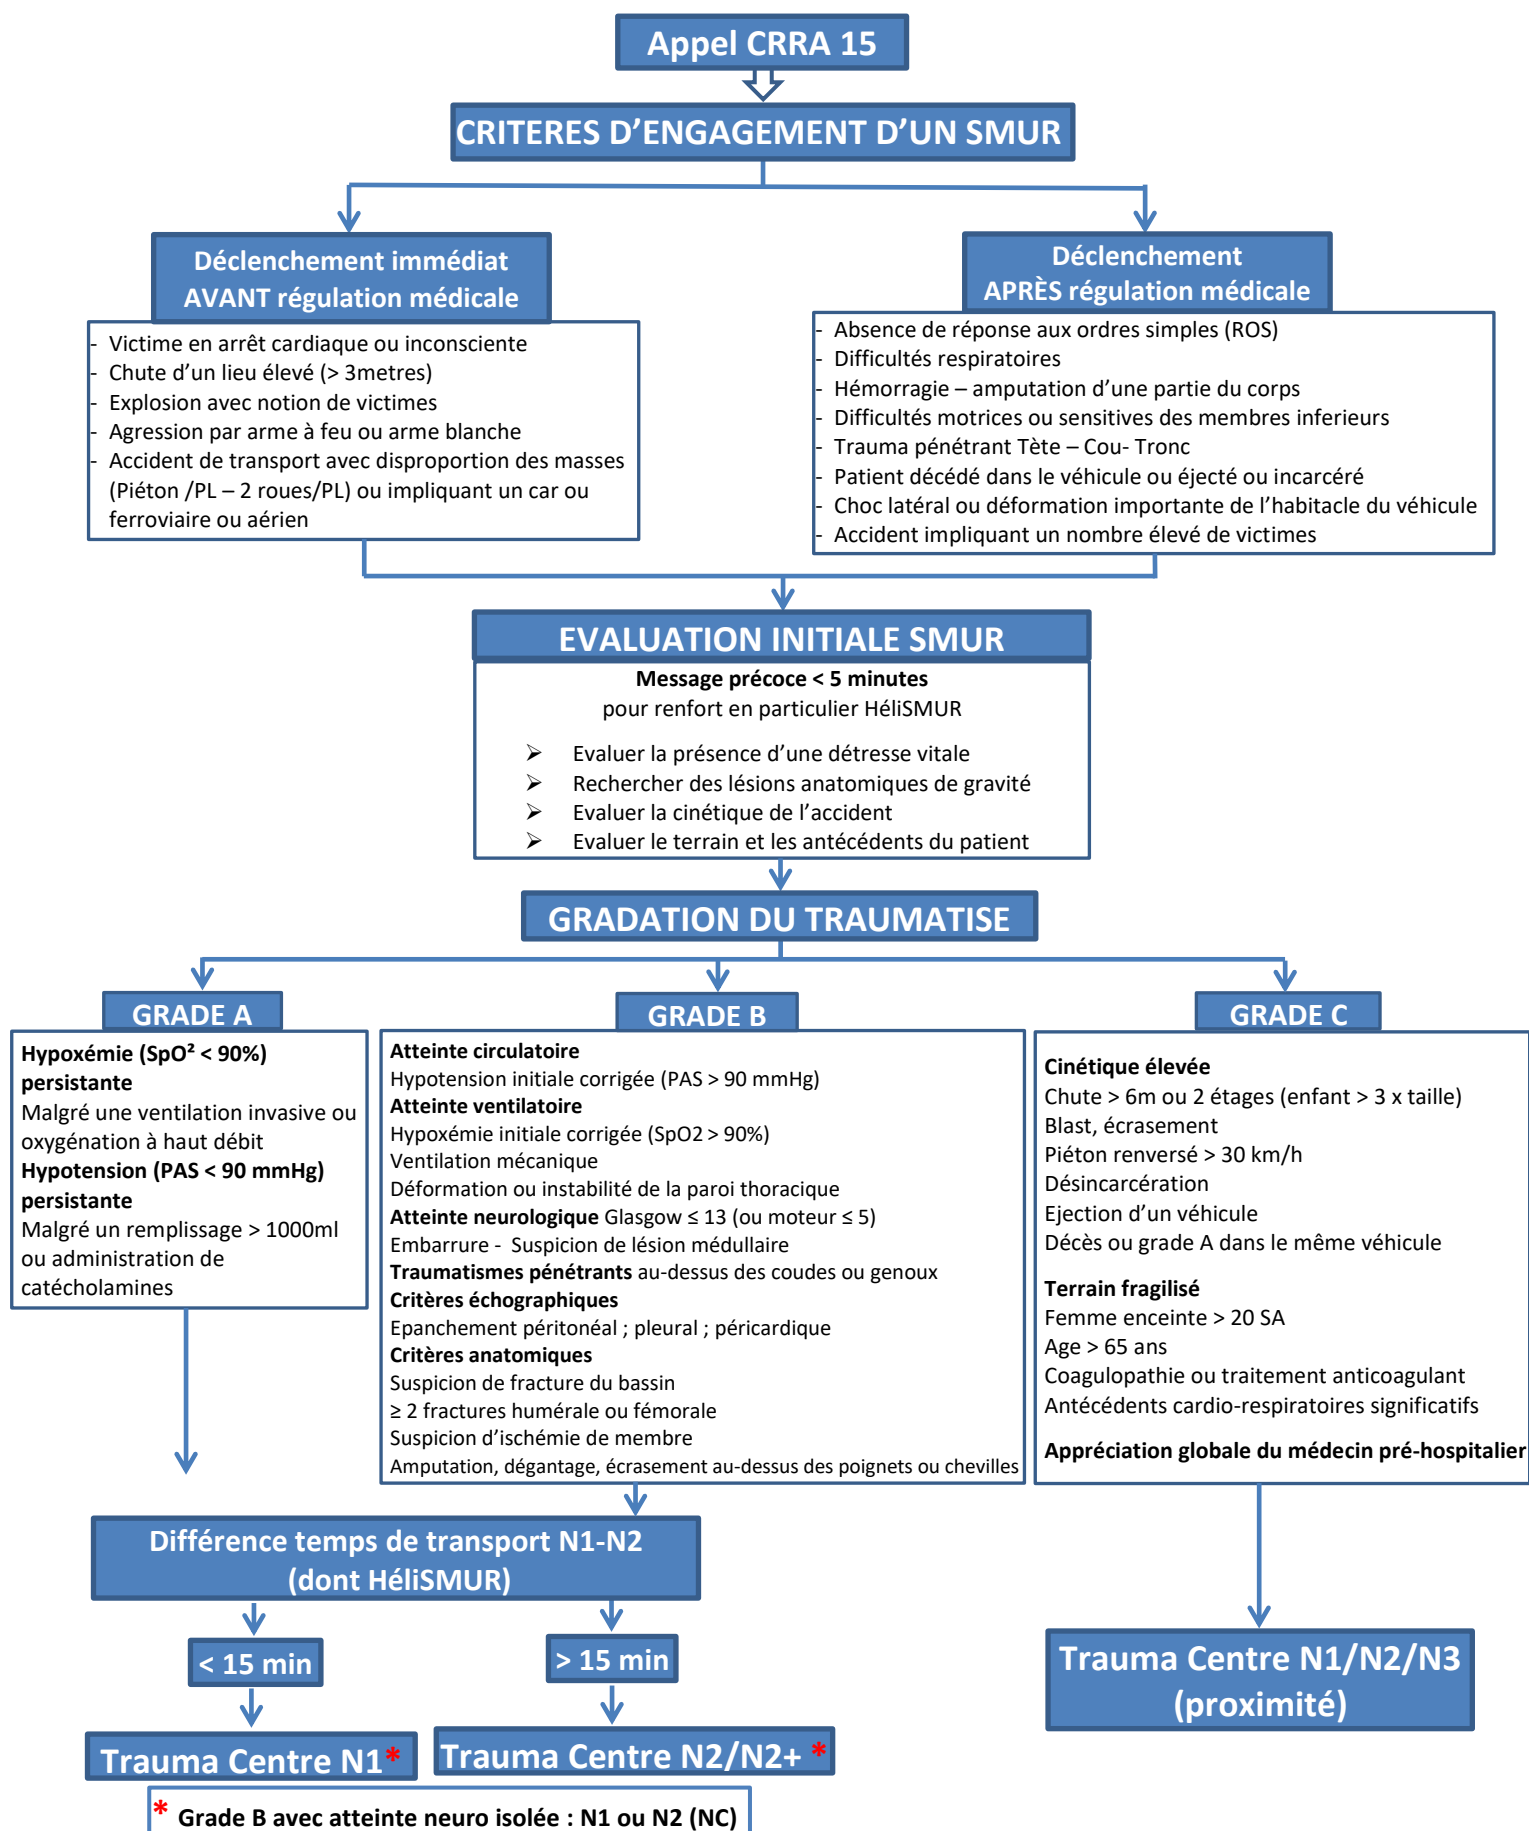 Appel CRRA 15
CRITERES D’ENGAGEMENT D’UN SMUR
Déclenchement immédiat
AVANT régulation médicale
- Victime en arrêt cardiaque ou inconsciente
- Chute d’un lieu élevé (> 3metres)
- Explosion avec notion de victimes
- Agression par arme à feu ou arme blanche
- Accident de transport avec disproportion des masses
(Piéton /PL – 2 roues/PL) ou impliquant un car ou
ferroviaire ou aérien
Déclenchement
APRÈS régulation médicale
- Absence de réponse aux ordres simples (ROS)
- Difficultés respiratoires
- Hémorragie – amputation d’une partie du corps
- Difficultés motrices ou sensitives des membres inferieurs
- Trauma pénétrant Tète – Cou- Tronc
- Patient décédé dans le véhicule ou éjecté ou incarcéré
- Choc latéral ou déformation importante de l’habitacle du véhicule
- Accident impliquant un nombre élevé de victimes
EVALUATION INITIALE SMUR
Message précoce < 5 minutes
pour renfort en particulier HéliSMUR
➢ Evaluer la présence d’une détresse vitale
➢ Rechercher des lésions anatomiques de gravité
➢ Evaluer la cinétique de l’accident
➢ Evaluer le terrain et les antécédents du patient
GRADATION DU TRAUMATISE
GRADE A
Hypoxémie (SpO² < 90%)
persistante
Malgré une ventilation invasive ou
oxygénation à haut débit
Hypotension (PAS < 90 mmHg)
persistante
Malgré un remplissage > 1000ml
ou administration de
catécholamines
GRADE B
Atteinte circulatoire
Hypotension initiale corrigée (PAS > 90 mmHg)
Atteinte ventilatoire
Hypoxémie initiale corrigée (SpO2 > 90%)
Ventilation mécanique
Déformation ou instabilité de la paroi thoracique
Atteinte neurologique Glasgow ≤ 13 (ou moteur ≤ 5)
Embarrure - Suspicion de lésion médullaire
Traumatismes pénétrants au-dessus des coudes ou genoux
Critères échographiques
Epanchement péritonéal ; pleural ; péricardique
Critères anatomiques
Suspicion de fracture du bassin
≥ 2 fractures humérale ou fémorale
Suspicion d’ischémie de membre
Amputation, dégantage, écrasement au-dessus des poignets ou chevilles
GRADE C
Cinétique élevée
Chute > 6m ou 2 étages (enfant > 3 x taille)
Blast, écrasement
Piéton renversé > 30 km/h
Désincarcération
Ejection d’un véhicule
Décès ou grade A dans le même véhicule
Terrain fragilisé
Femme enceinte > 20 SA
Age > 65 ans
Coagulopathie ou traitement anticoagulant
Antécédents cardio-respiratoires significatifs
Appréciation globale du médecin pré-hospitalier
Différence temps de transport N1-N2
(dont HéliSMUR)
< 15 min
> 15 min
Trauma Centre N1*
Trauma Centre N2/N2+ *
Trauma Centre N1/N2/N3
(proximité)
* Grade B avec atteinte neuro isolée : N1 ou N2 (NC)